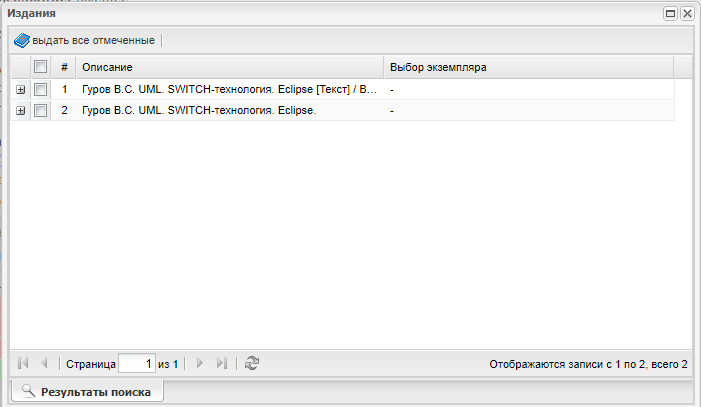 Издания
выдать все отмеченные
# Описание Выбор экземпляра
1 Гуров В.С. UML. SWITCH-технология. Eclipse [Текст] / В... -
2 Гуров В.С. UML. SWITCH-технология. Eclipse. -
Страница 1 из 1 Отображаются записи с 1 по 2, всего 2
Результаты поиска